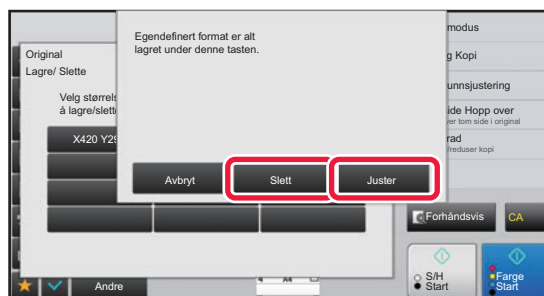 Egendefinert format er alt
lagret under denne tasten.
Avbryt
Slett
Juster
Original
Lagre/ Slette
Velg størrels
å lagre/slett
X420 Y29
Andre
A4
modus
g Kopi
unnsjustering
ide Hopp over
er tom side i original
rad
/reduser kopi
Forhåndsvis
CA
S/H
Start
Farge
Start